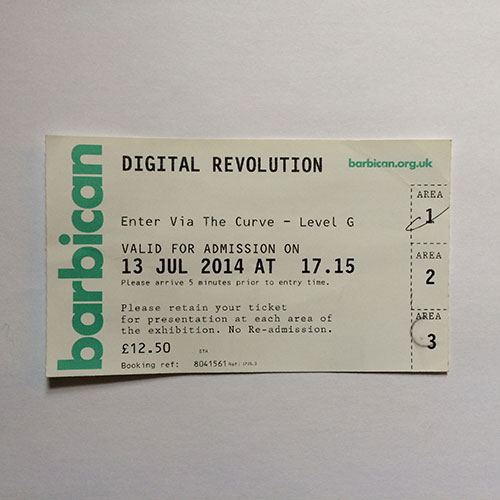 barbican
DIGITAL REVOLUTION
barbican.org.uk
Enter Via The Curve - Level G
VALID FOR ADMISSION ON
13 JUL 2014 AT 17.15
Please arrive 5 minutes prior to entry time.
Please retain your ticket
for presentation at each area of
the exhibition. No Re-admission.
£12.50
Booking ref: 8041561
AREA
1
AREA
2
AREA
3